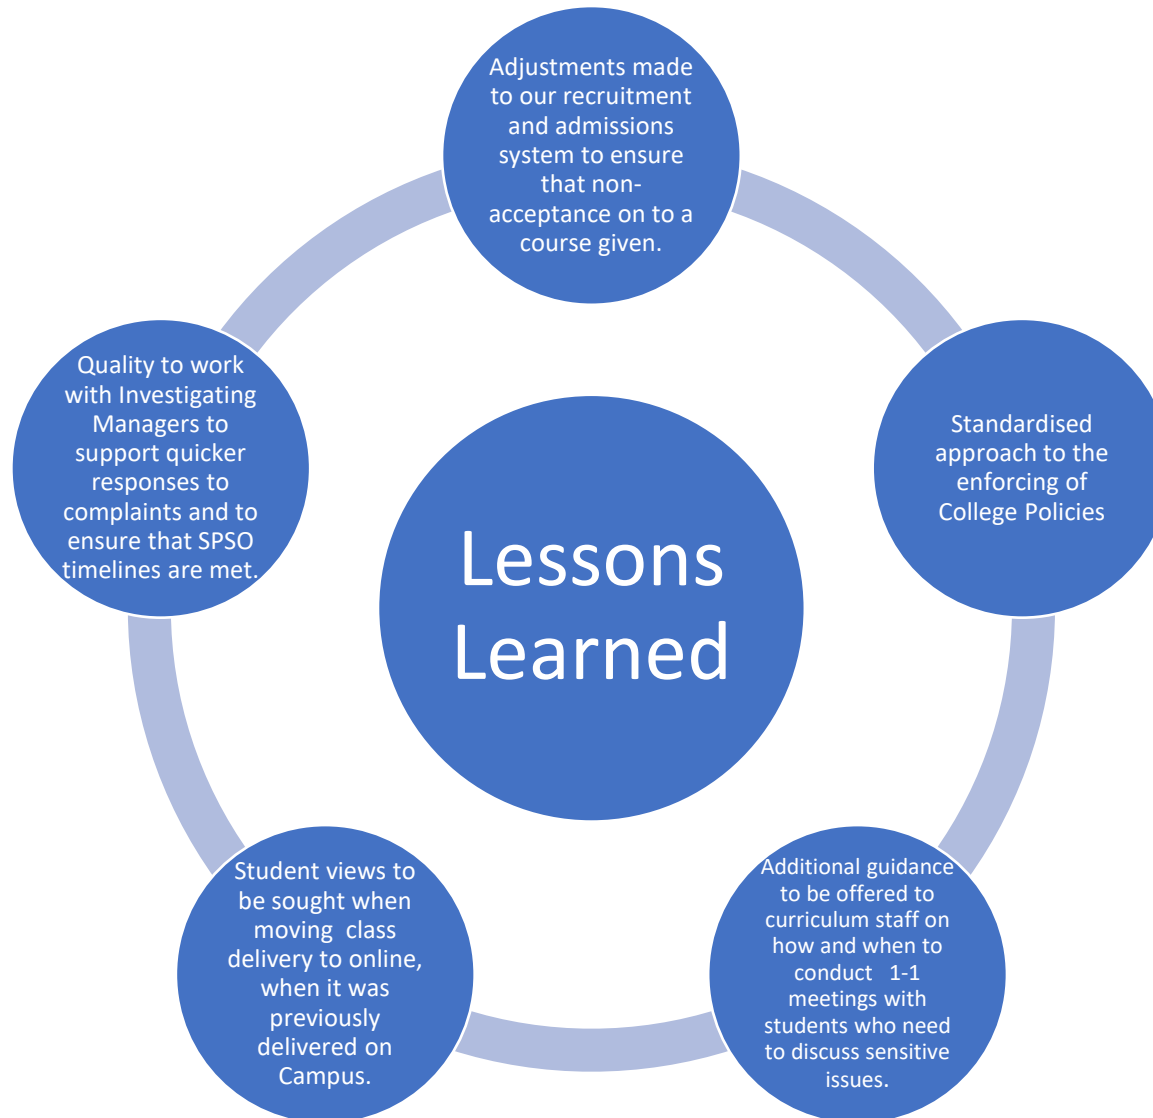 Adjustments made
to our recruitment
and admissions
system to ensure
that non-
acceptance on to a
course given.
Standardised
approach to the
enforcing of
College Policies
Additional guidance
to be offered to
curriculum staff on
how and when to
conduct 1-1
meetings with
students who need
to discuss sensitive
issues.
Student views to
be sought when
moving class
delivery to online,
when it was
previously
delivered on
Campus.
Quality to work
with Investigating
Managers to
support quicker
responses to
complaints and to
ensure that SPSO
timelines are met.
Lessons
Learned